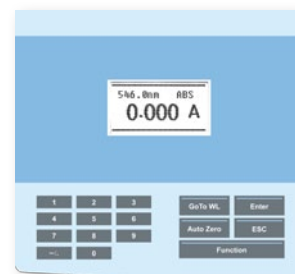 546.0nm ABS
0.000 A
1 2 3
4 5 6
7 8 9
-/. 0
GoTo WL Enter
Auto Zero ESC
Function